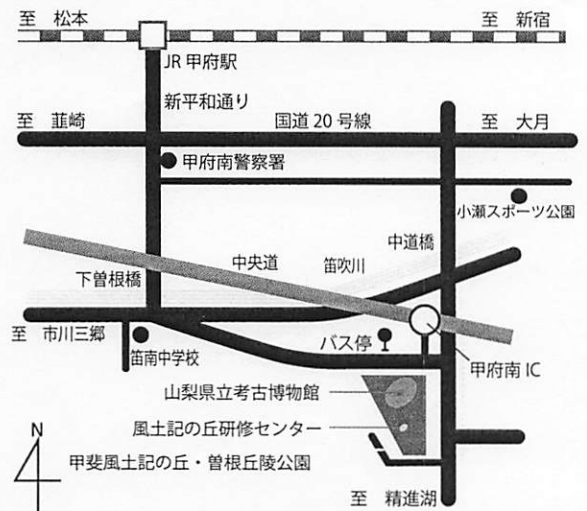 至 松本
至 新宿
JR 甲府駅
新平和通り
至 韮崎
国道 20 号線
至 大月
甲府南警察署
小瀬スポーツ公園
中道橋
中央道
笛吹川
下曽根橋
至 市川三郷
笛南中学校
バス停
甲府南 IC
山梨県立考古博物館
風土記の丘研修センター
甲斐風土記の丘・曽根丘陵公園
N
至 精進湖